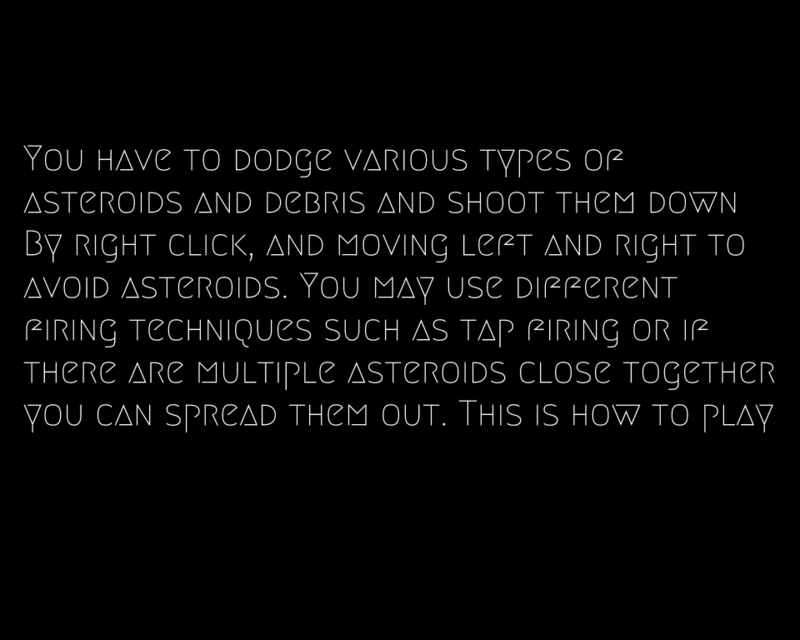 You have to dodge various types of
asteroids and debris and shoot them down
By right click, and moving left and right to
avoid asteroids. You may use different
firing techniques such as tap firing or if
there are multiple asteroids close together
you can spread them out. This is how to play